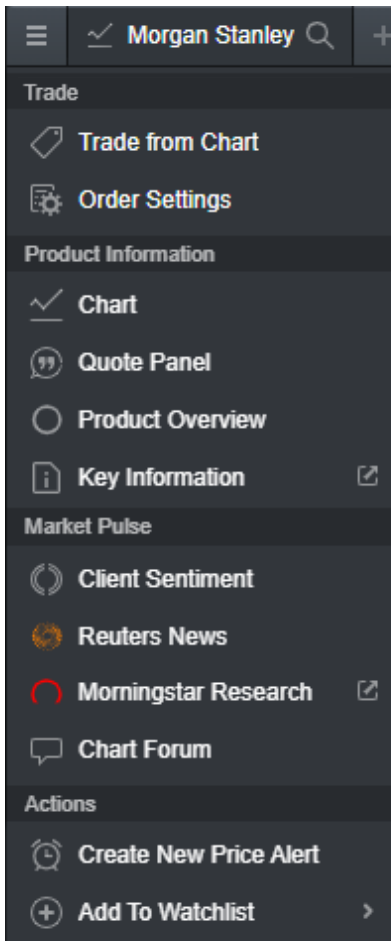 Morgan Stanley
Trade
Trade from Chart
Order Settings
Product Information
Chart
Quote Panel
Product Overview
Key Information
Market Pulse
Client Sentiment
Reuters News
Morningstar Research
Chart Forum
Actions
Create New Price Alert
Add To Watchlist